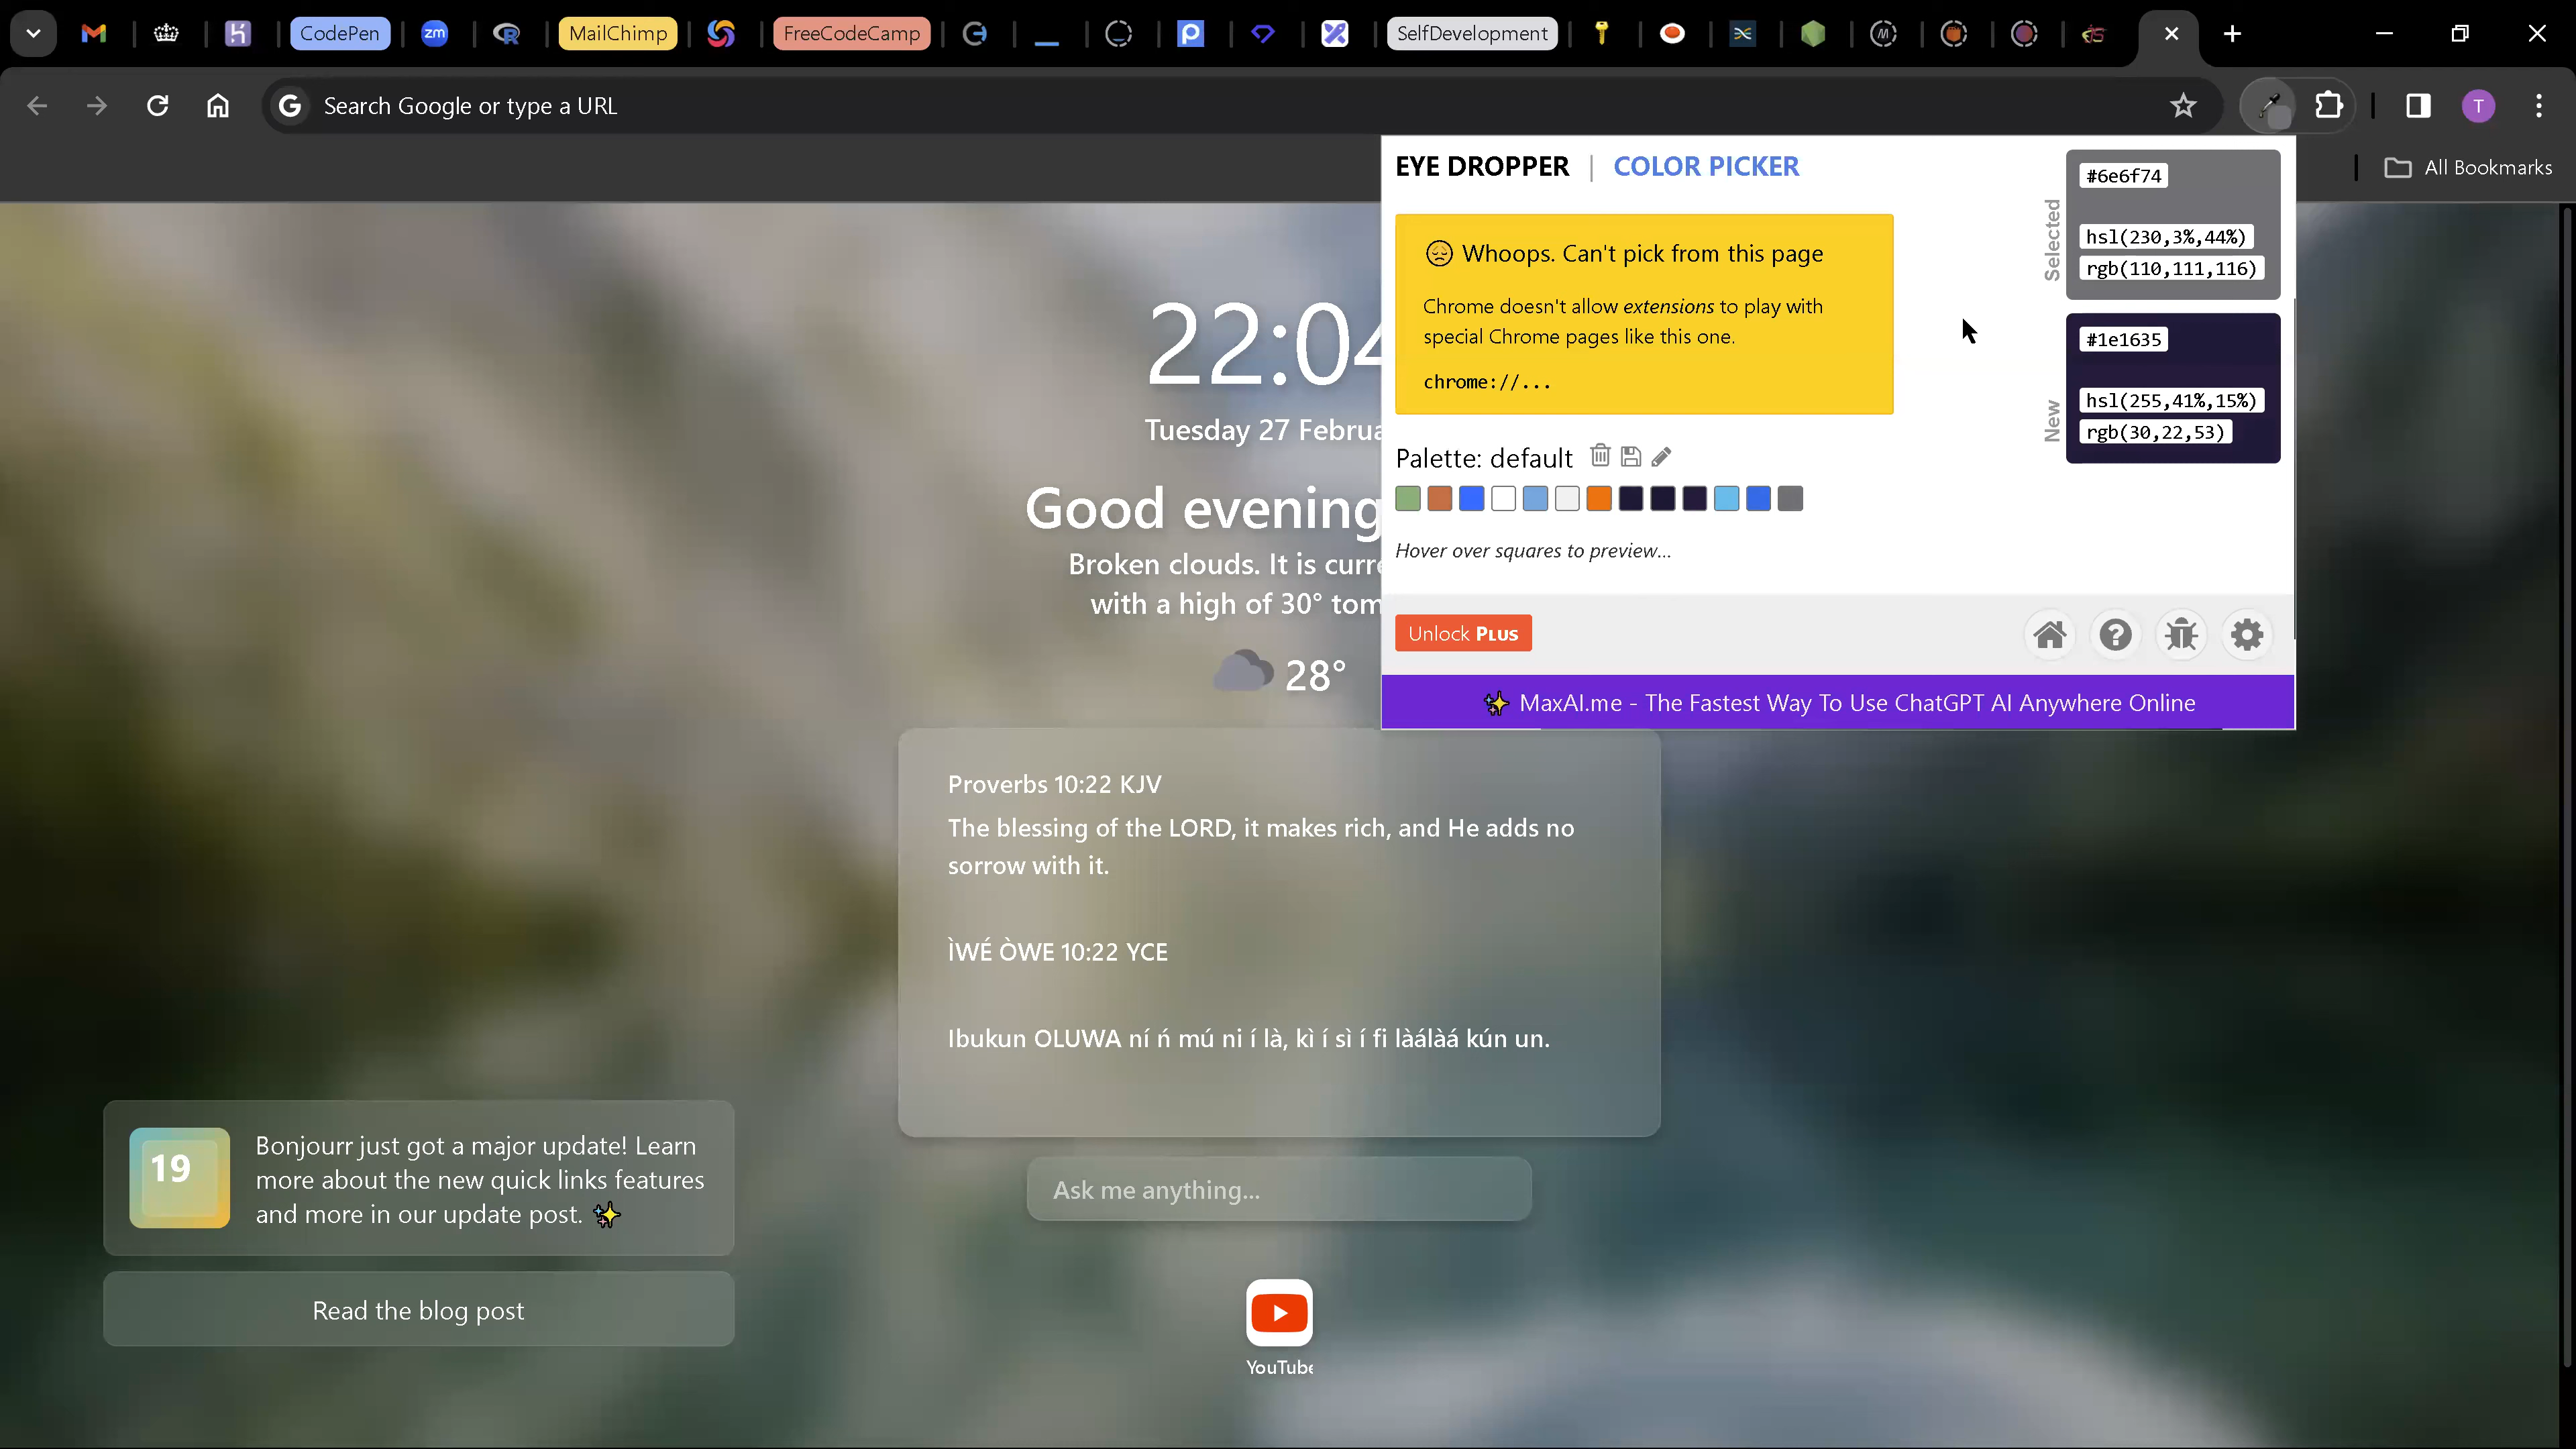 zm
CodePen
MailChimp
FreeCodeCamp
SelfDevelopment
Search Google or type a URL
T
All Bookmarks
EYE DROPPER | COLOR PICKER
Whoops. Can't pick from this page
Chrome doesn't allow extensions to play with
special Chrome pages like this one.
chrome://...
Palette: default
Hover over squares to preview...
Unlock PLUS
Selected
#6e6f74
hsl(230,3%,44%)
rgb(110,111,116)
New
#1e1635
hsl(255,41%,15%)
rgb(30,22,53)
✨ MaxAI.me - The Fastest Way To Use ChatGPT AI Anywhere Online
22:04
Tuesday 27 Februa
Good evening
Broken clouds. It is curre
with a high of 30° tom
28°
Proverbs 10:22 KJV
The blessing of the LORD, it makes rich, and He adds no
sorrow with it.
ÌWÉ ÒWE 10:22 YCE
Ibukun OLUWA ní ń mú ni í là, kì í sì í fi làálàá kún un.
Ask me anything...
19
Bonjourr just got a major update! Learn
more about the new quick links features
and more in our update post. ✨
Read the blog post
YouTube